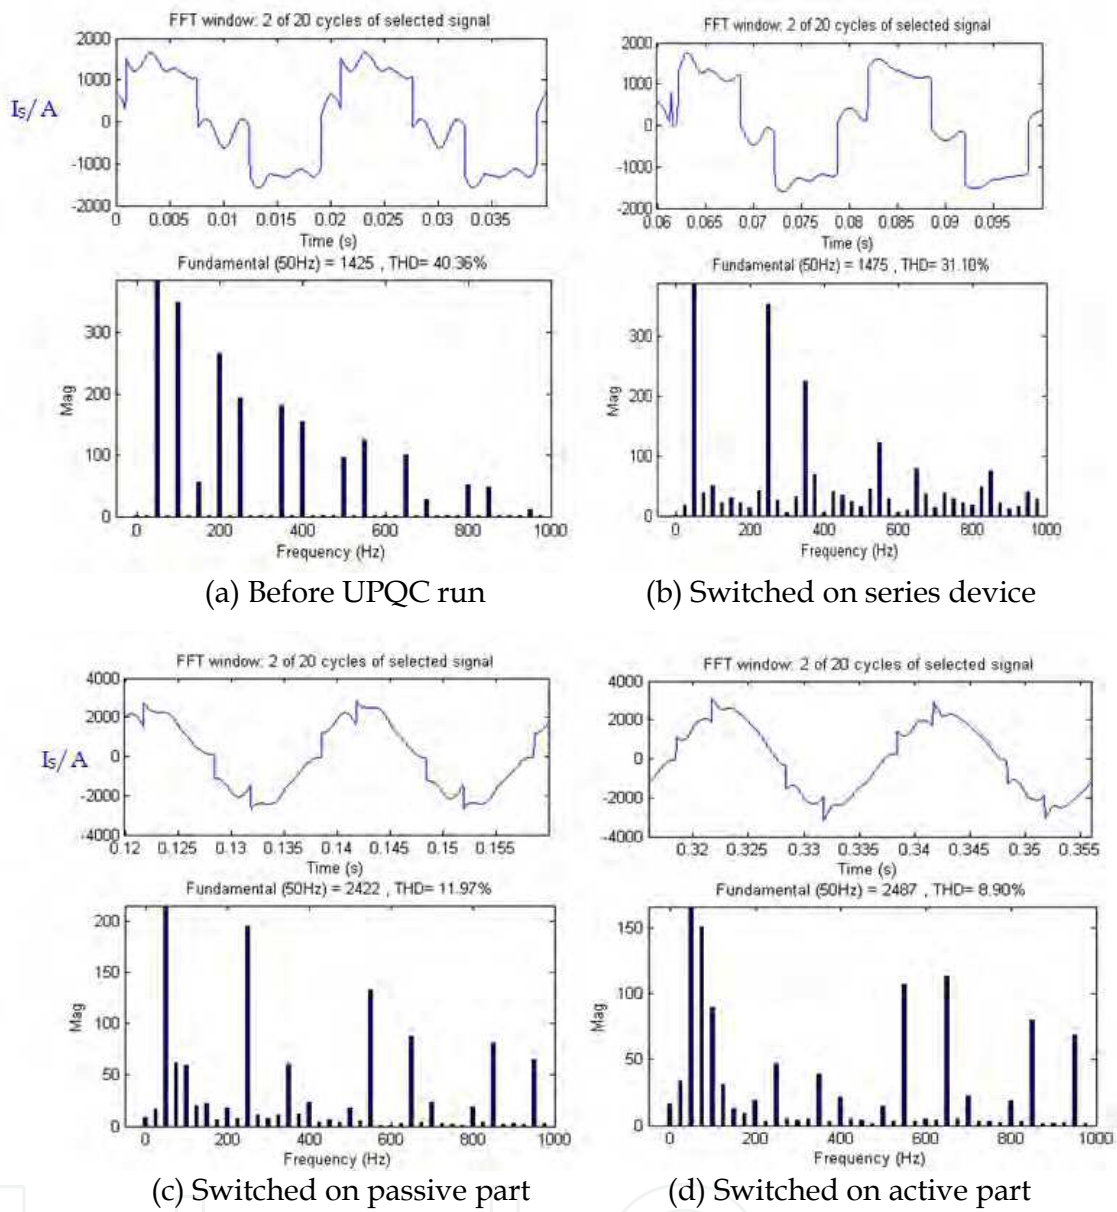 FFT window: 2 of 20 cycles of selected signal
2000
1000
0
-1000
-2000
Is/A
0 0.005 0.01 0.015 0.02 0.025 0.03 0.035
Time (s)
Fundamental (50Hz) = 1425 , THD= 40.36%
300
200
100
0
Mag
0 200 400 600 800 1000
Frequency (Hz)
(a) Before UPQC run
FFT window: 2 of 20 cycles of selected signal
2000
1000
0
-1000
-2000
0.06 0.065 0.07 0.075 0.08 0.085 0.09 0.095
Time (s)
Fundamental (50Hz) = 1475 , THD= 31.10%
300
200
100
0
Mag
0 200 400 600 800 1000
Frequency (Hz)
(b) Switched on series device
FFT window: 2 of 20 cycles of selected signal
4000
2000
0
-2000
-4000
Is/A
0.12 0.125 0.13 0.135 0.14 0.145 0.15 0.155
Time (s)
Fundamental (50Hz) = 2422 , THD= 11.97%
200
150
100
50
0
Mag
0 200 400 600 800 1000
Frequency (Hz)
(c) Switched on passive part
FFT window: 2 of 20 cycles of selected signal
4000
2000
0
-2000
-4000
0.32 0.325 0.33 0.335 0.34 0.345 0.35 0.355
Time (s)
Fundamental (50Hz) = 2487 , THD= 8.90%
150
100
50
0
Mag
0 200 400 600 800 1000
Frequency (Hz)
(d) Switched on active part